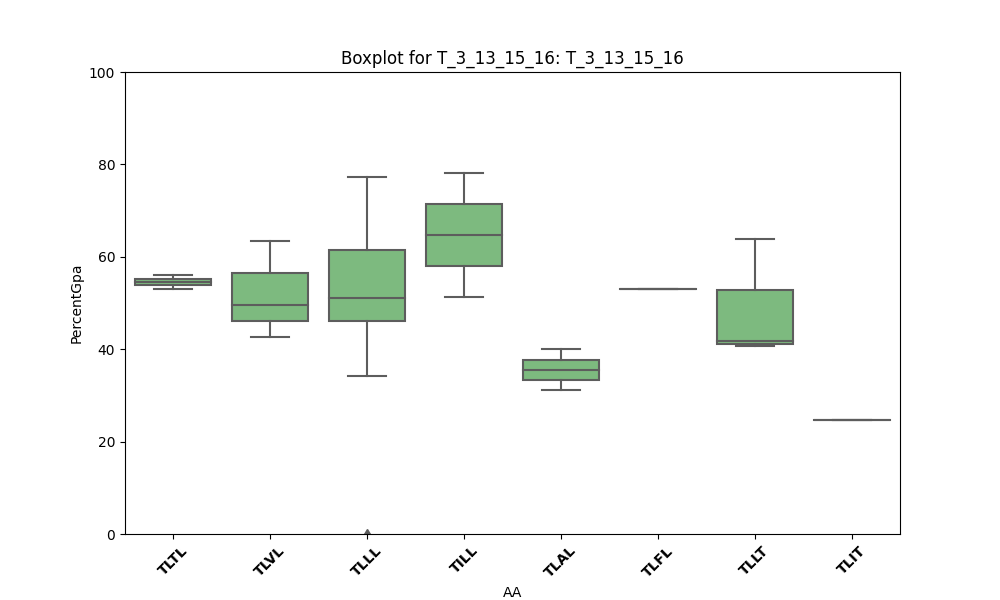 Boxplot for T_3_13_15_16: T_3_13_15_16
100
80
60
40
20
0
PercentGpa
TLTL
TLVL
TLLL
TILL
TLAL
TLFL
TLLT
TLIT
AA